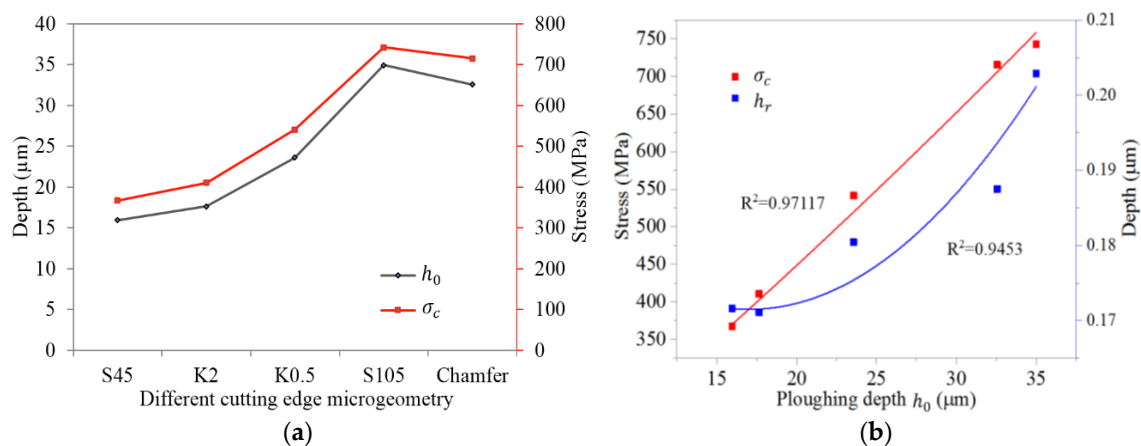 40
35
30
25
20
15
10
5
0
Depth (μm)
800
700
600
500
400
300
200
100
0
Stress (MPa)
h₀
σ_c
S45 K2 K0.5 S105 Chamfer
Different cutting edge microgeometry
(a)
750
700
650
600
550
500
450
400
350
Stress (MPa)
0.21
0.20
0.19
0.18
0.17
Depth (μm)
σ_c
h_r
R²=0.97117
R²=0.9453
15 20 25 30 35
Ploughing depth h₀ (μm)
(b)